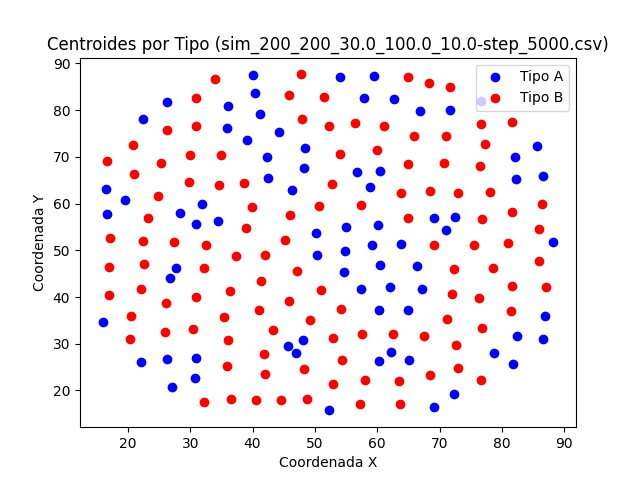 Centroides por Tipo (sim_200_200_30.0_100.0_10.0-step_5000.csv)
Tipo A
Tipo B
90
80
70
60
50
40
30
20
Coordenada Y
20 30 40 50 60 70 80 90
Coordenada X